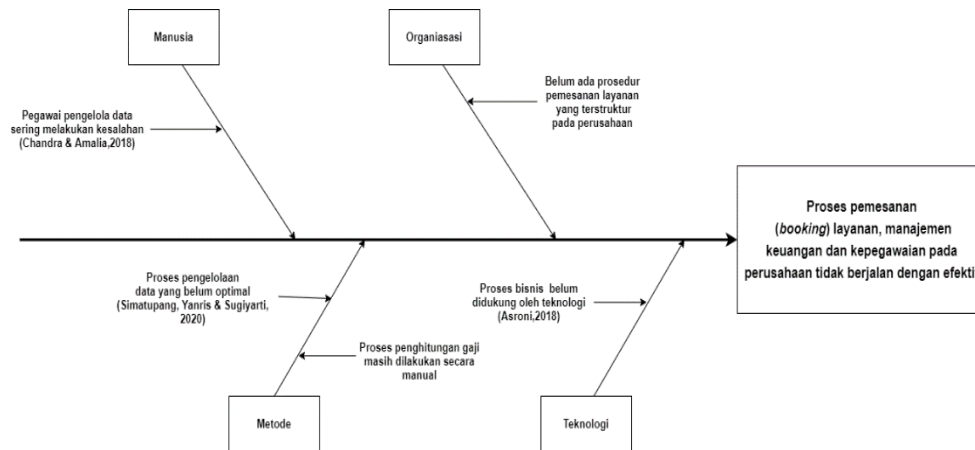 Manusia
Organiasasi
Pegawai pengelola data
sering melakukan kesalahan
(Chandra & Amalia,2018)
Belum ada prosedur
pemesanan layanan
yang terstruktur
pada perusahaan
Proses pemesanan
(booking) layanan, manajemen
keuangan dan kepegawaian pada
perusahaan tidak berjalan dengan efekti
Proses pengelolaan
data yang belum optimal
(Simatupang, Yanris & Sugiyarti,
2020)
Proses bisnis belum
didukung oleh teknologi
(Asroni,2018)
Proses penghitungan gaji
masih dilakukan secara
manual
Metode
Teknologi